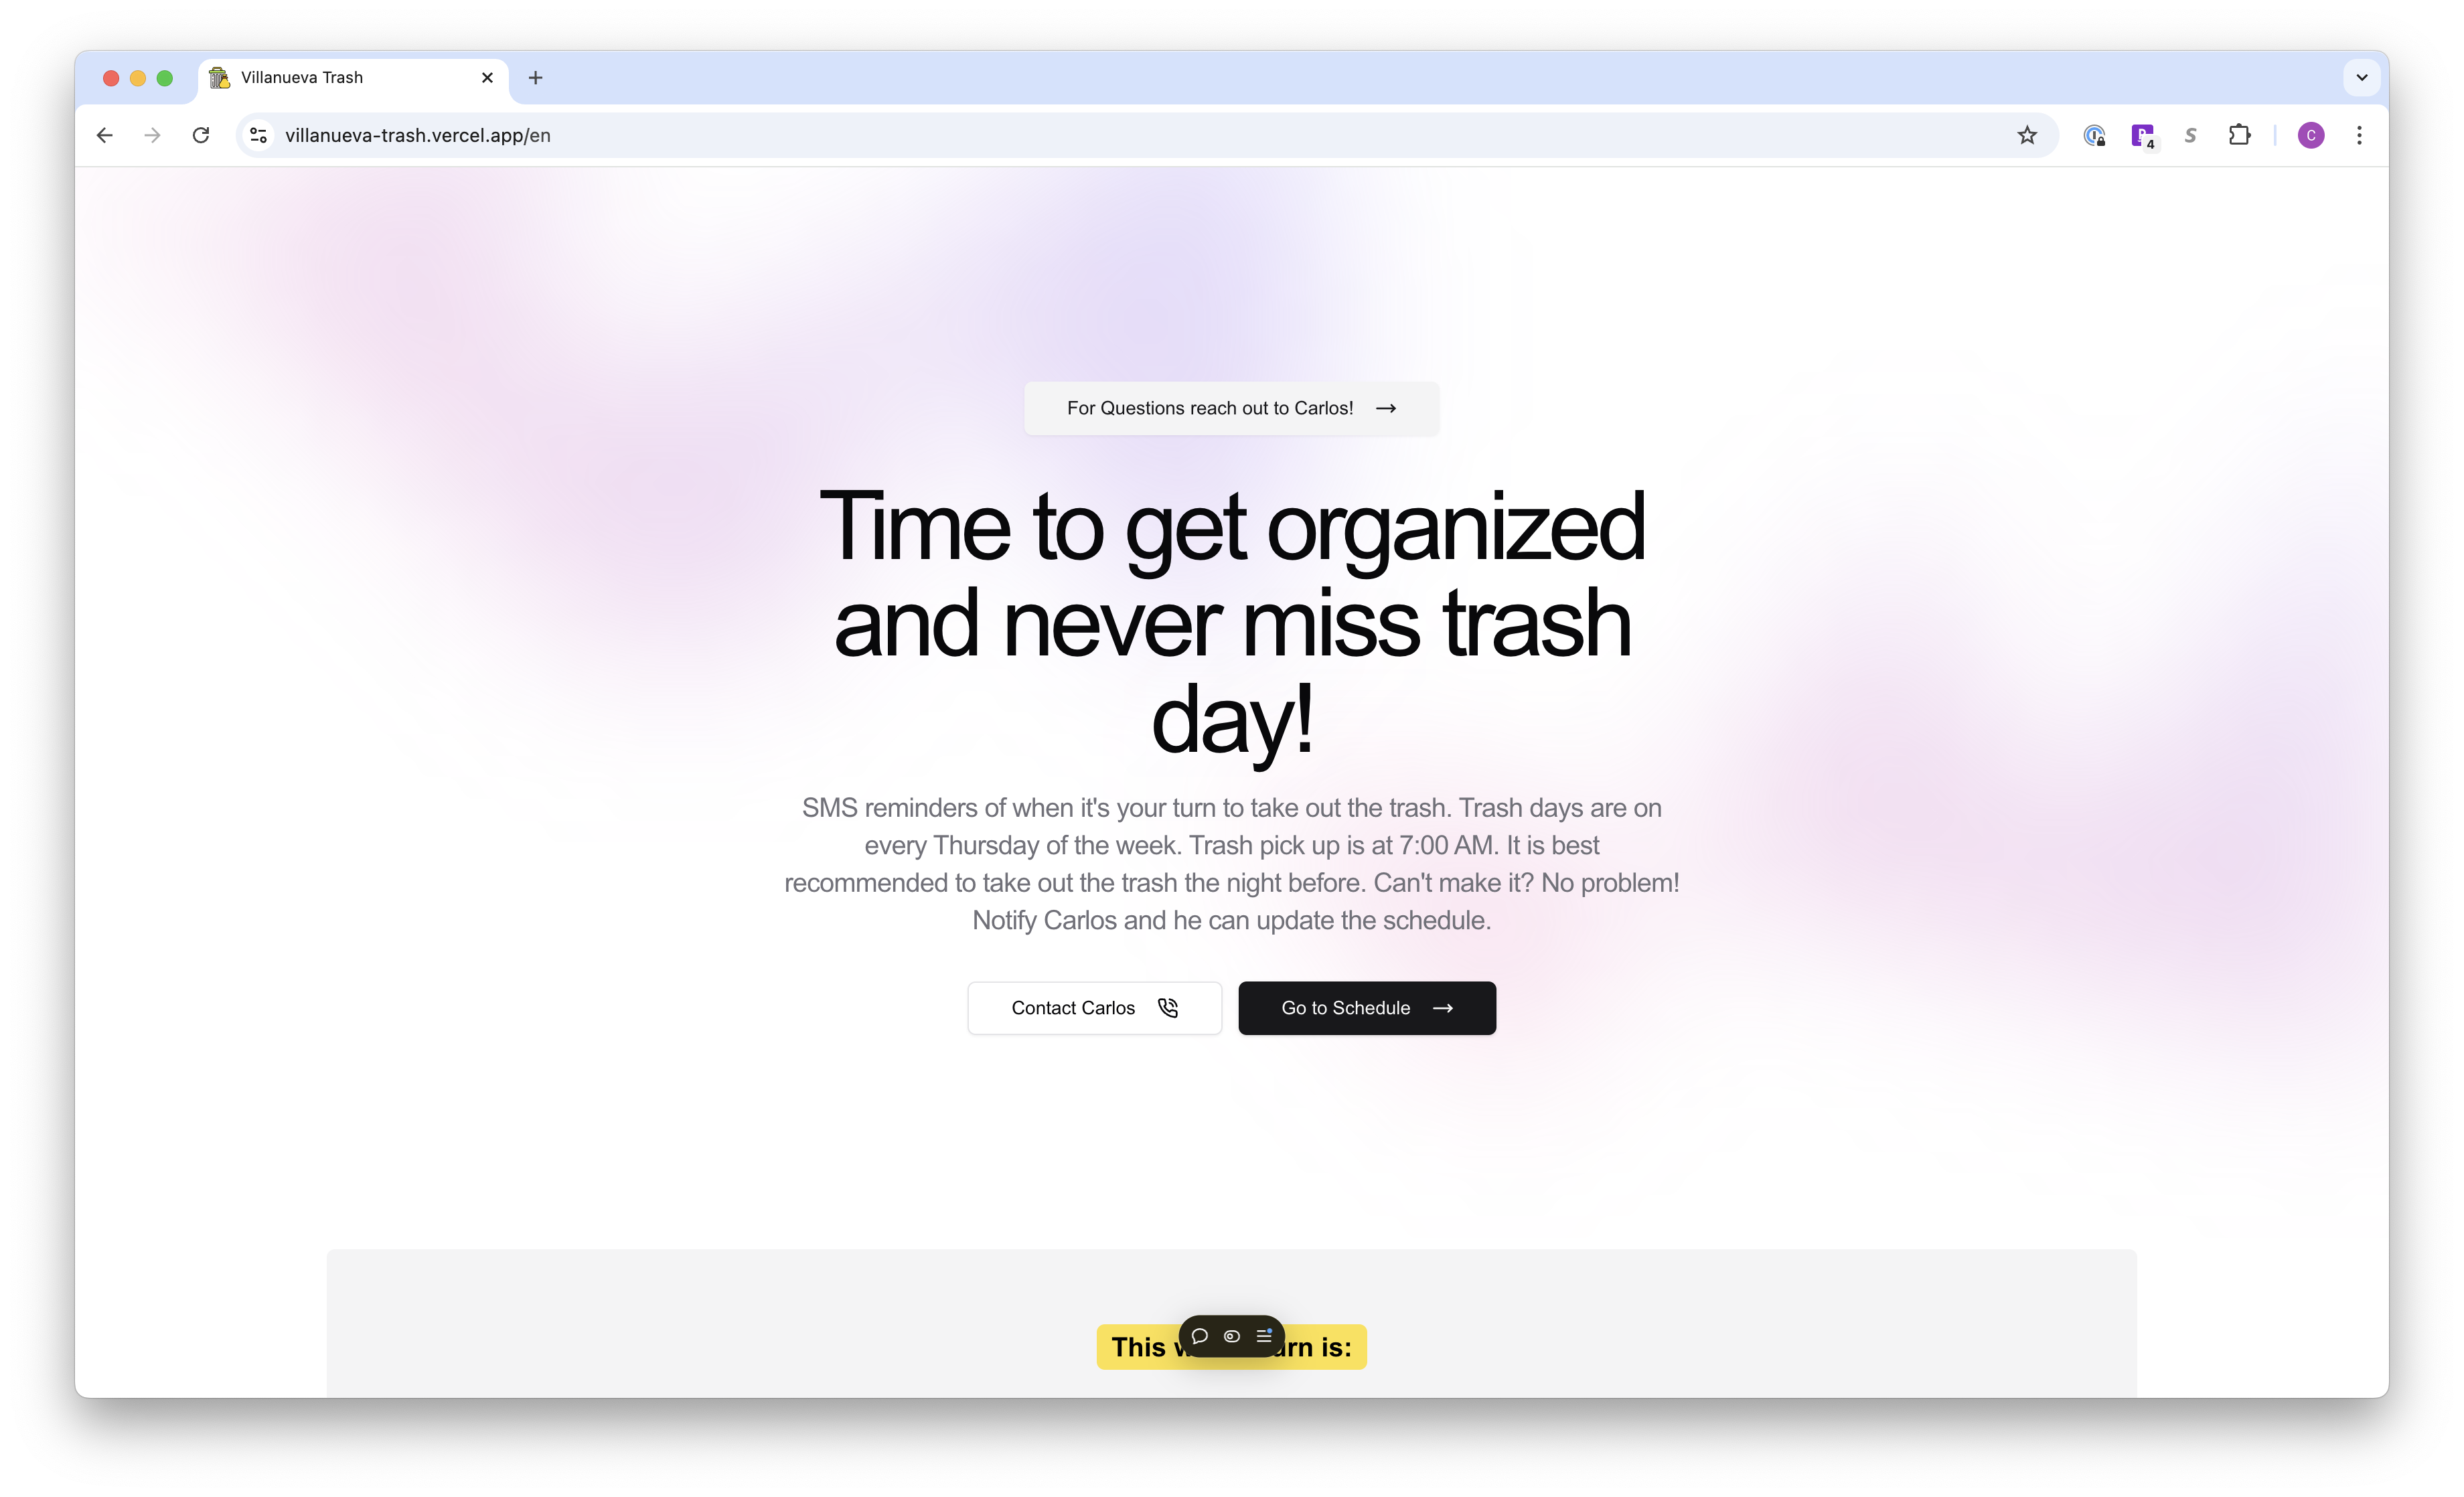 Villanueva Trash
villanueva-trash.vercel.app/en
4
S
C
For Questions reach out to Carlos!
Time to get organized
and never miss trash
day!
SMS reminders of when it's your turn to take out the trash. Trash days are on
every Thursday of the week. Trash pick up is at 7:00 AM. It is best
recommended to take out the trash the night before. Can't make it? No problem!
Notify Carlos and he can update the schedule.
Contact Carlos
Go to Schedule
This is: